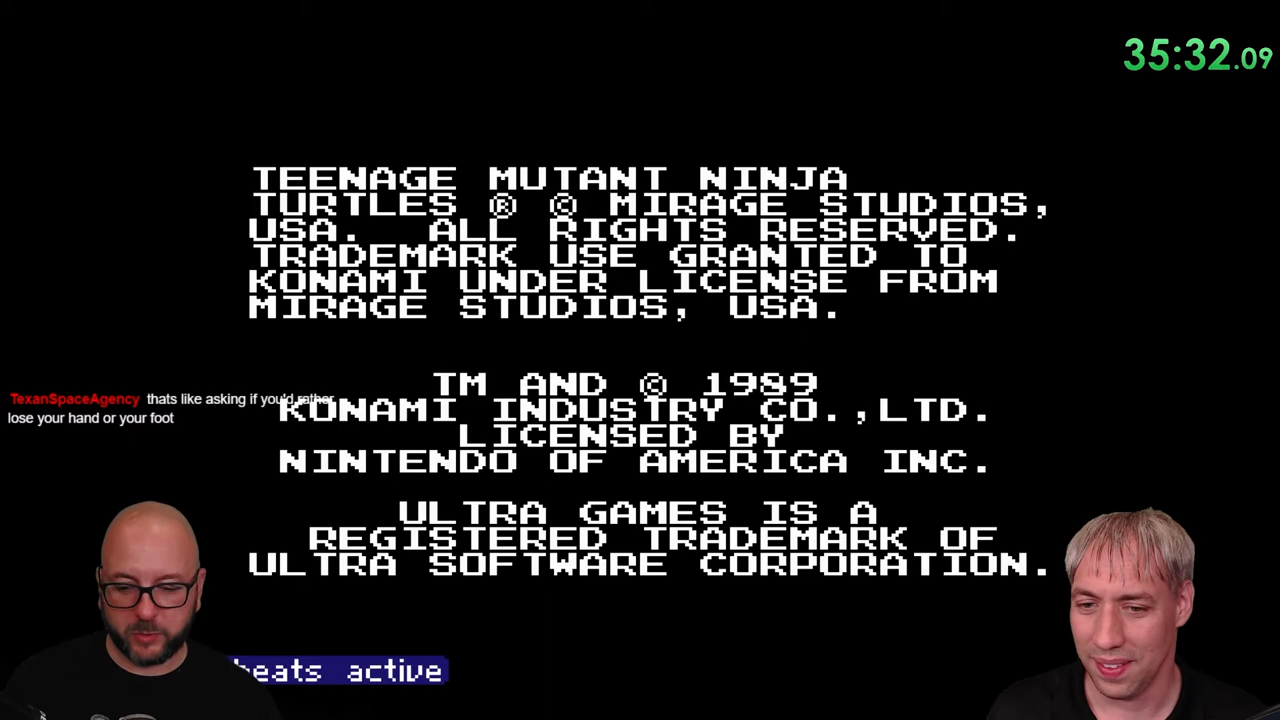 35:32.09
TEENAGE MUTANT NINJA
TURTLES ® © MIRAGE STUDIOS,
USA. ALL RIGHTS RESERVED.
TRADEMARK USE GRANTED TO
KONAMI UNDER LICENSE FROM
MIRAGE STUDIOS, USA.
TM AND © 1989
KONAMI INDUSTRY CO.,LTD.
LICENSED BY
NINTENDO OF AMERICA INC.
TexanSpaceAgency thats like asking if you'd rather
lose your hand or your foot
ULTRA GAMES IS A
REGISTERED TRADEMARK OF
ULTRA SOFTWARE CORPORATION.
active